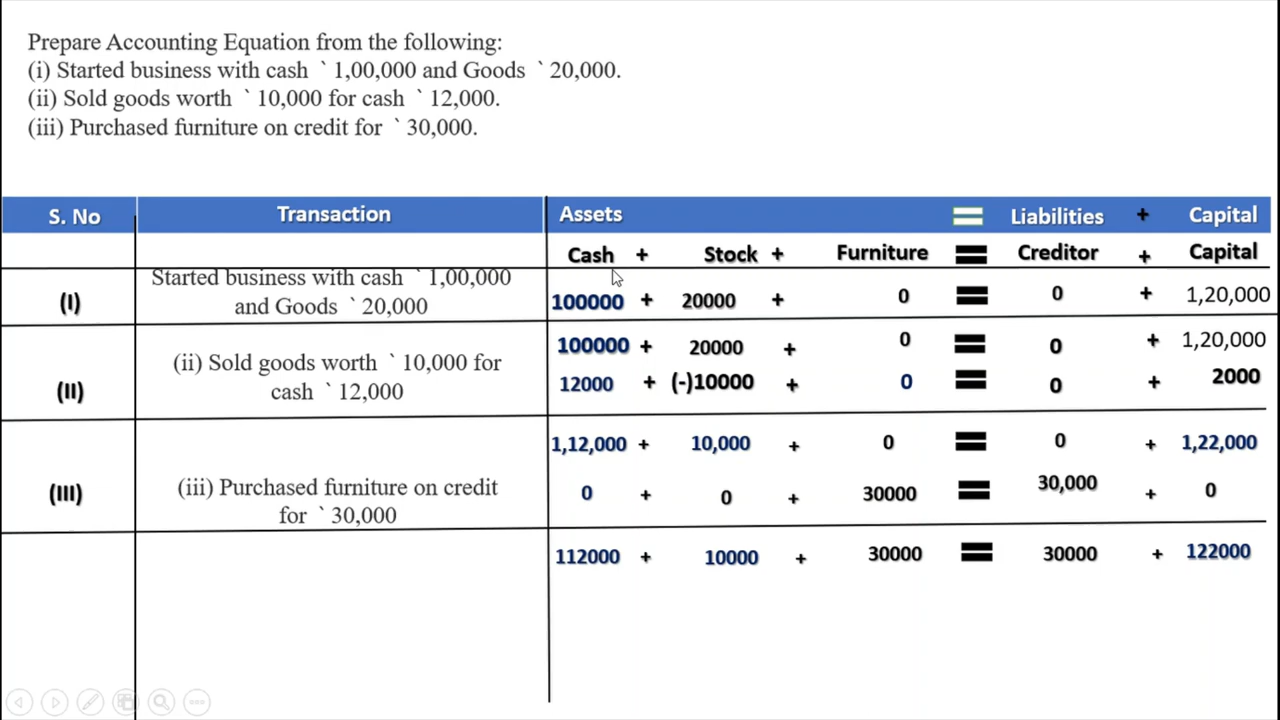 Prepare Accounting Equation from the following:
(i) Started business with cash ` 1,00,000 and Goods ` 20,000.
(ii) Sold goods worth ` 10,000 for cash ` 12,000.
(iii) Purchased furniture on credit for ` 30,000.
S. No Transaction Assets = Liabilities + Capital
Cash + Stock + Furniture = Creditor + Capital
(I) Started business with cash ` 1,00,000
and Goods ` 20,000
100000 + 20000 + 0 = 0 + 1,20,000
100000 + 20000 + 0 = 0 + 1,20,000
(II) (ii) Sold goods worth ` 10,000 for
cash ` 12,000
12000 + (-)10000 + 0 = 0 + 2000
1,12,000 + 10,000 + 0 = 0 + 1,22,000
(III) (iii) Purchased furniture on credit
for ` 30,000
0 + 0 + 30000 = 30,000 + 0
112000 + 10000 + 30000 = 30000 + 122000